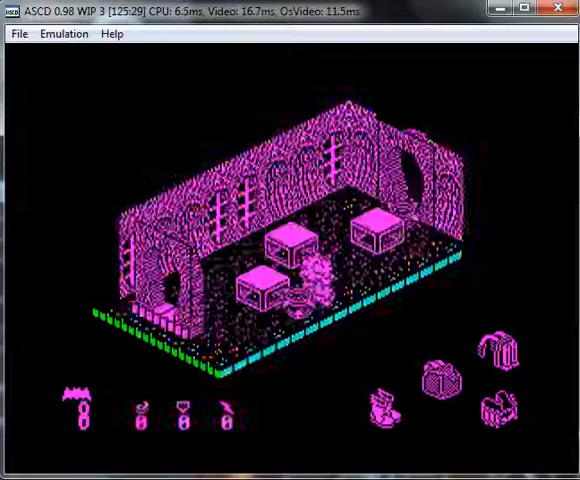 ASCD 0.98 WIP 3 [125:29] CPU: 6.5ms, Video: 16.7ms, OsVideo: 11.5ms
File Emulation Help
8 0 0 0